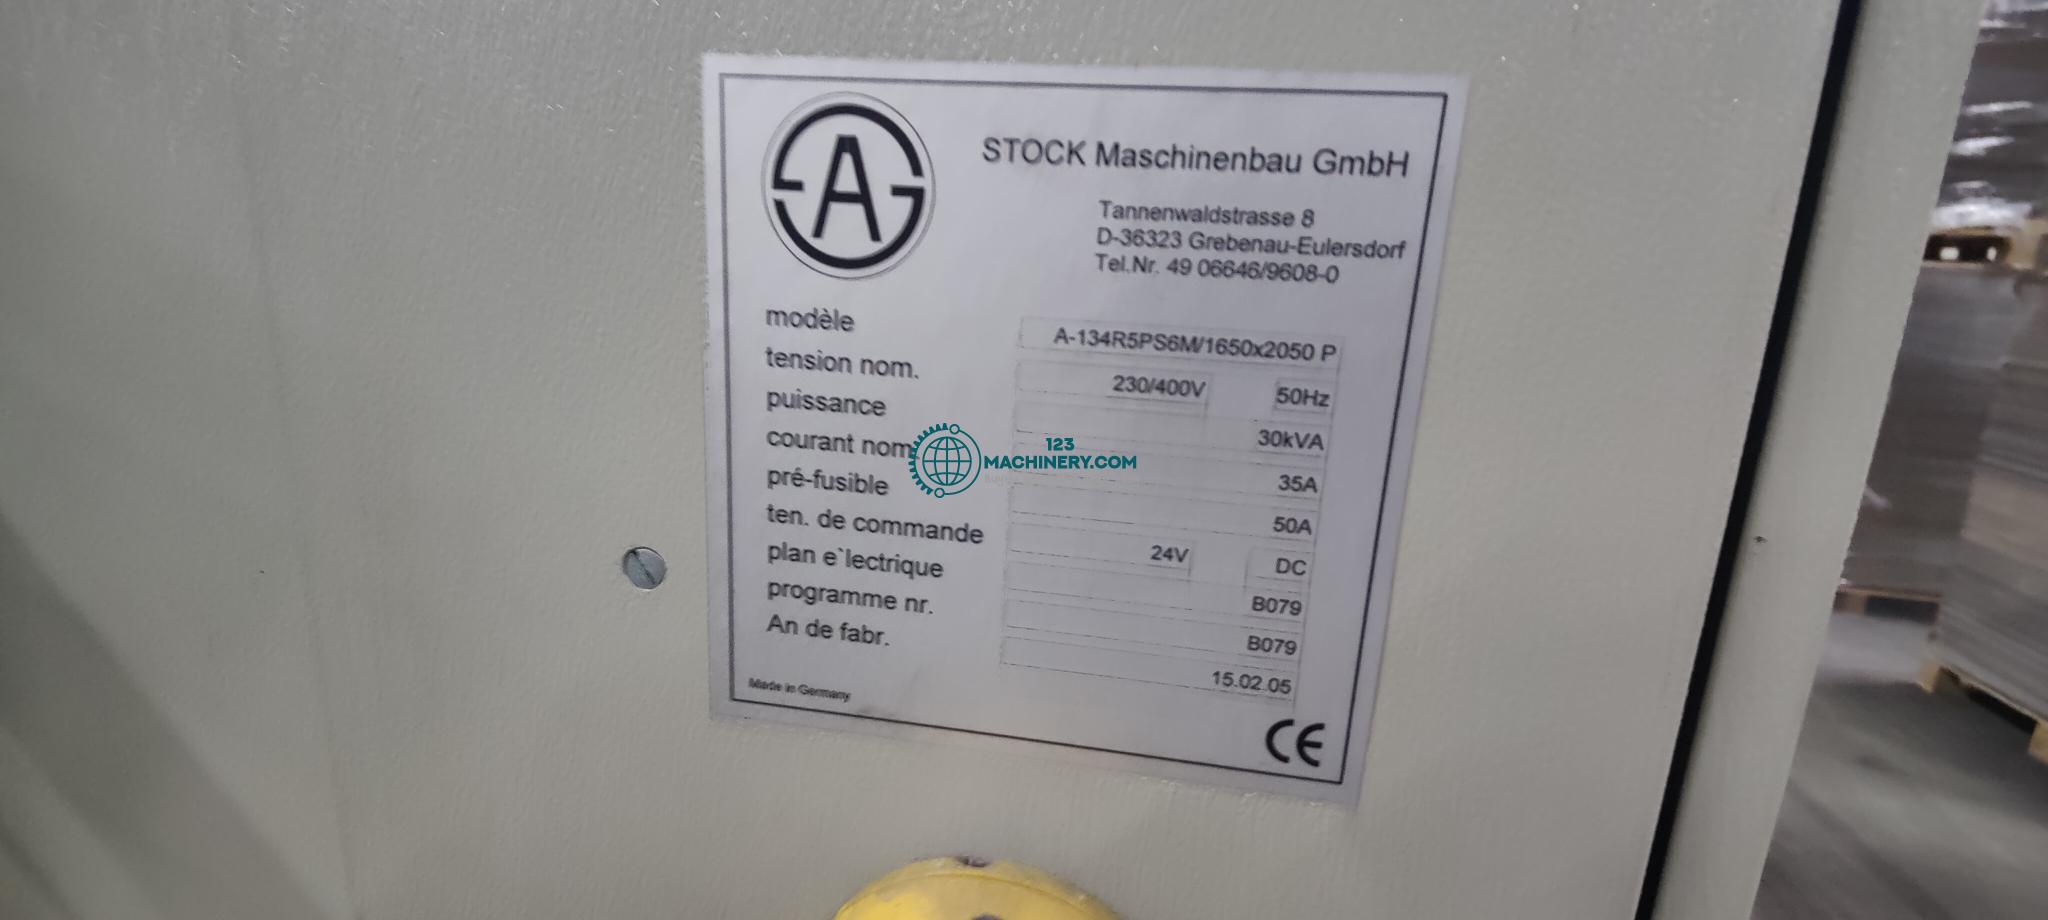 A
STOCK Maschinenbau GmbH
Tannenwaldstrasse 8
D-36323 Grebenau-Eulersdorf
Tel.Nr. 49 06646/9608-0
modèle A-134R5PS6M/1650x2050 P
tension nom. 230/400V 50Hz
puissance 30kVA
courant nom. 35A
pré-fusible 50A
ten. de commande 24V DC
plan e`lectrique B079
programme nr. B079
An de fabr. 15.02.05
Made in Germany
CE
123
MACHINERY.COM